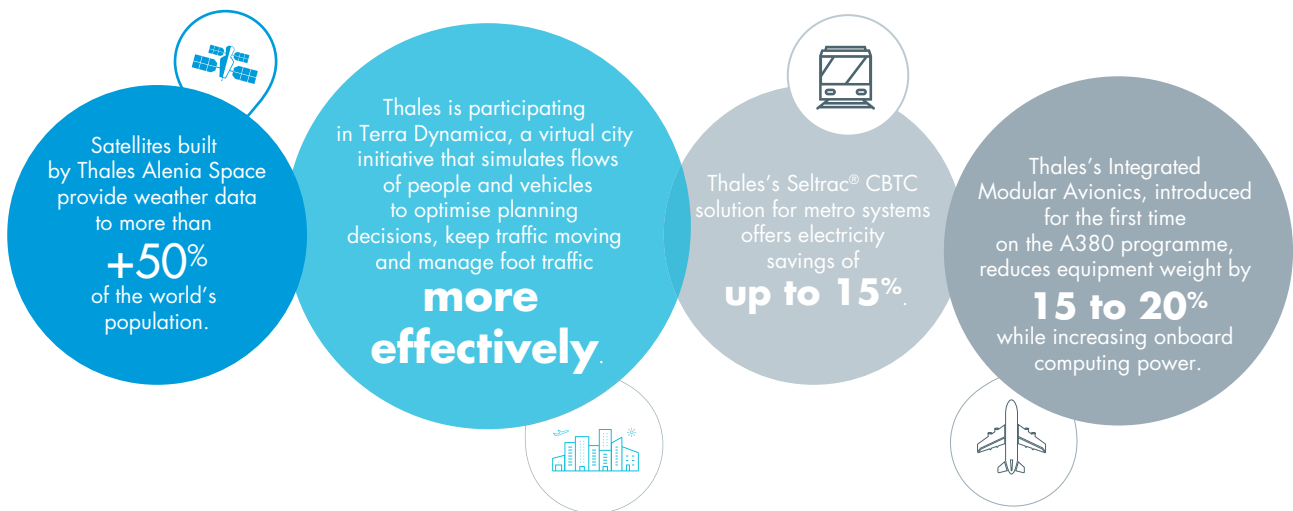 Satellites built
by Thales Alenia Space
provide weather data
to more than
+50%
of the world's
population.
Thales is participating
in Terra Dynamica, a virtual city
initiative that simulates flows
of people and vehicles
to optimise planning
decisions, keep traffic moving
and manage foot traffic
more
effectively.
Thales's Seltrac® CBTC
solution for metro systems
offers electricity
savings of
up to 15%.
Thales's Integrated
Modular Avionics, introduced
for the first time
on the A380 programme,
reduces equipment weight by
15 to 20%
while increasing onboard
computing power.